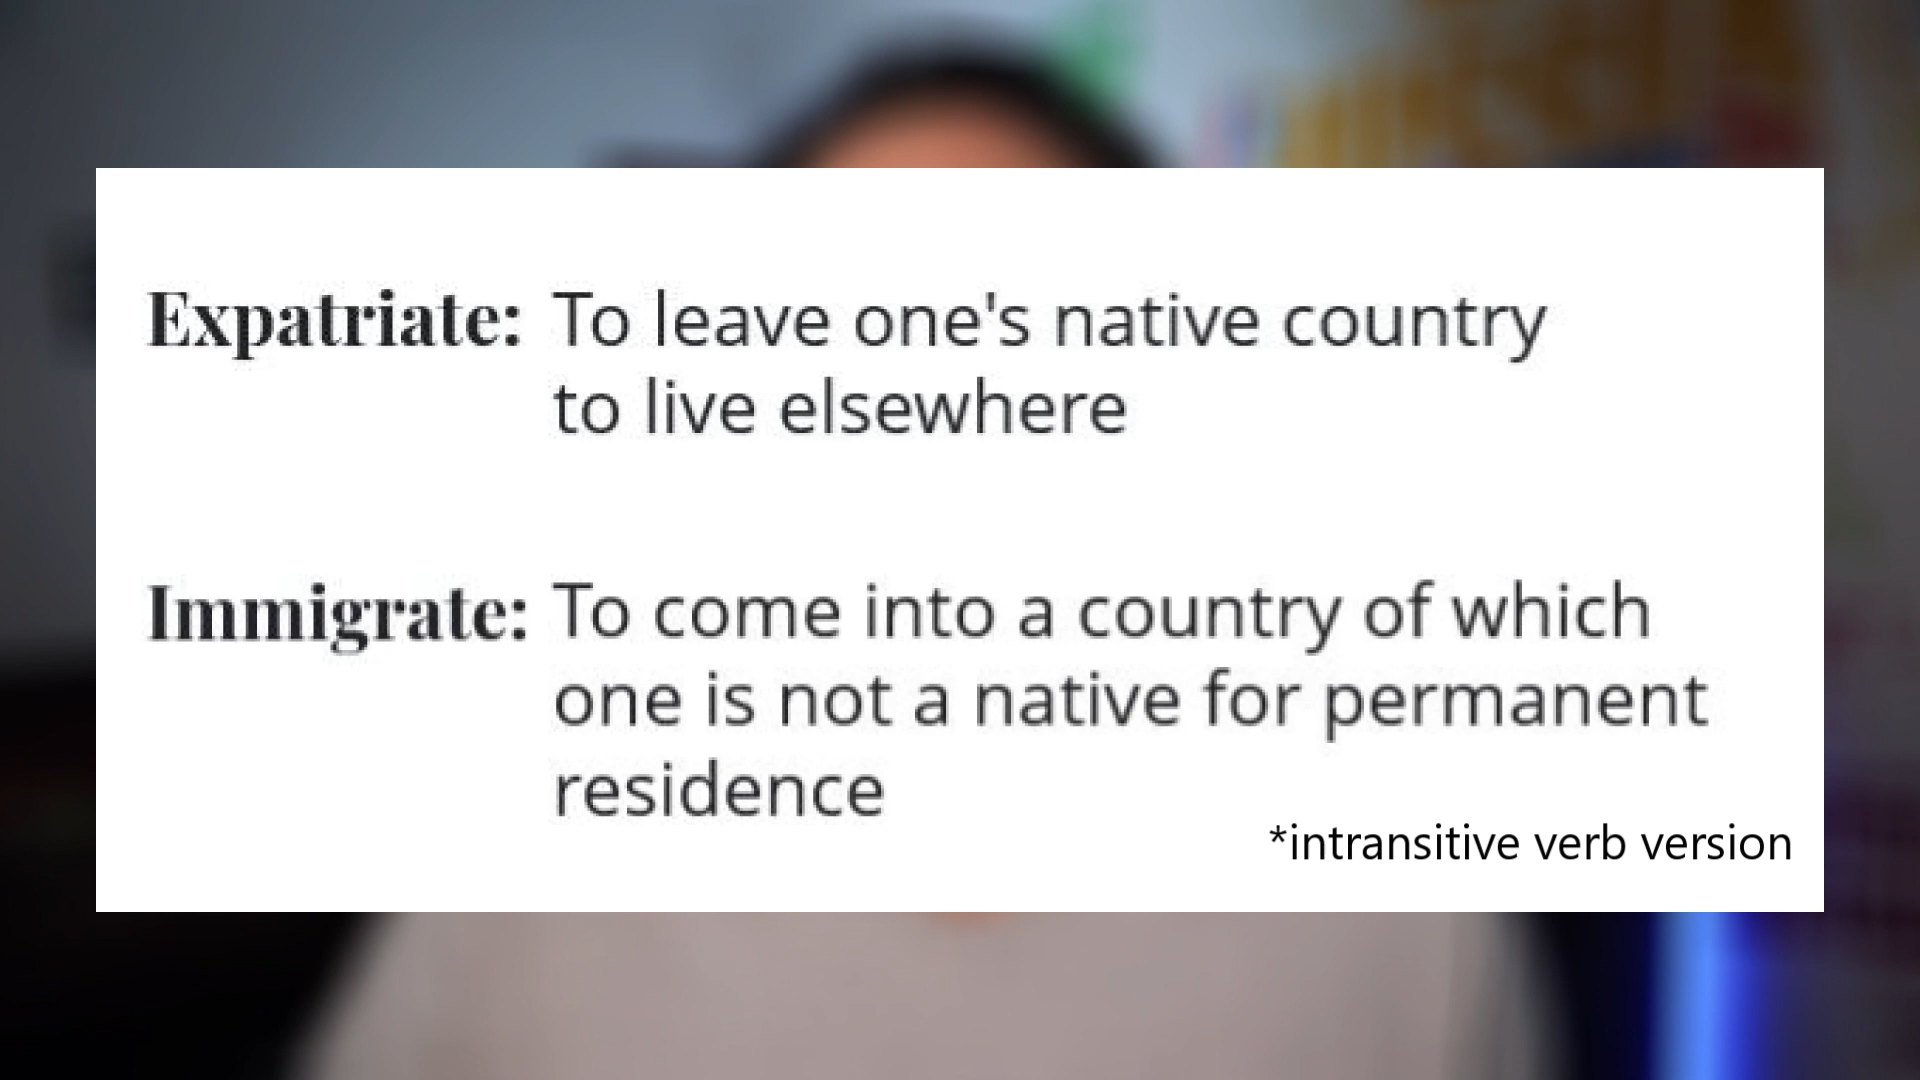 Expatriate: To leave one's native country
to live elsewhere
Immigrate: To come into a country of which
one is not a native for permanent
residence
*intransitive verb version